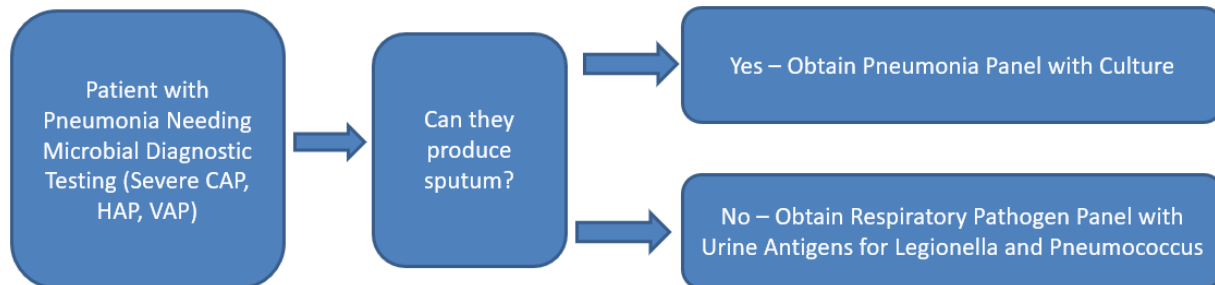 Patient with
Pneumonia Needing
Microbial Diagnostic
Testing (Severe CAP,
HAP, VAP)
Can they
produce
sputum?
Yes – Obtain Pneumonia Panel with Culture
No – Obtain Respiratory Pathogen Panel with
Urine Antigens for Legionella and Pneumococcus